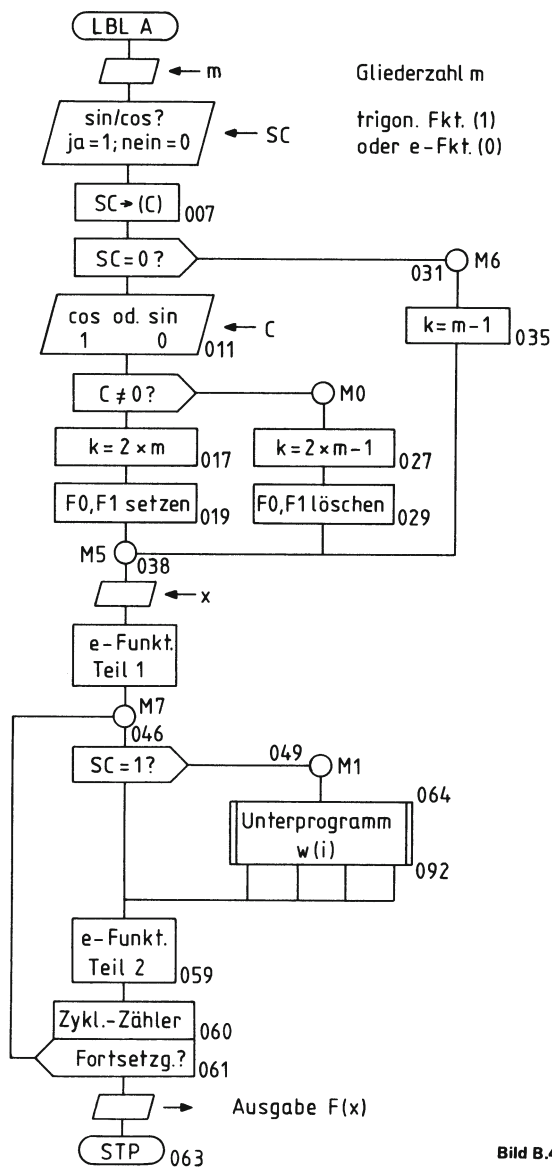 LBL A
m
Gliederzahl m
sin/cos?
ja=1; nein=0
SC
trigon. Fkt. (1)
oder e-Fkt. (0)
SC→(C)
007
SC=0?
031
M6
cos od. sin
1 0
011
C
k=m-1
035
C≠0?
M0
k=2×m
017
k=2×m-1
027
F0,F1 setzen
019
F0,F1 löschen
029
M5
038
x
e-Funkt.
Teil 1
M7
046
SC=1?
049
M1
064
Unterprogramm
w(i)
092
e-Funkt.
Teil 2
059
Zykl.-Zähler
060
Fortsetzg.?
061
Ausgabe F(x)
STP
063
Bild B.4